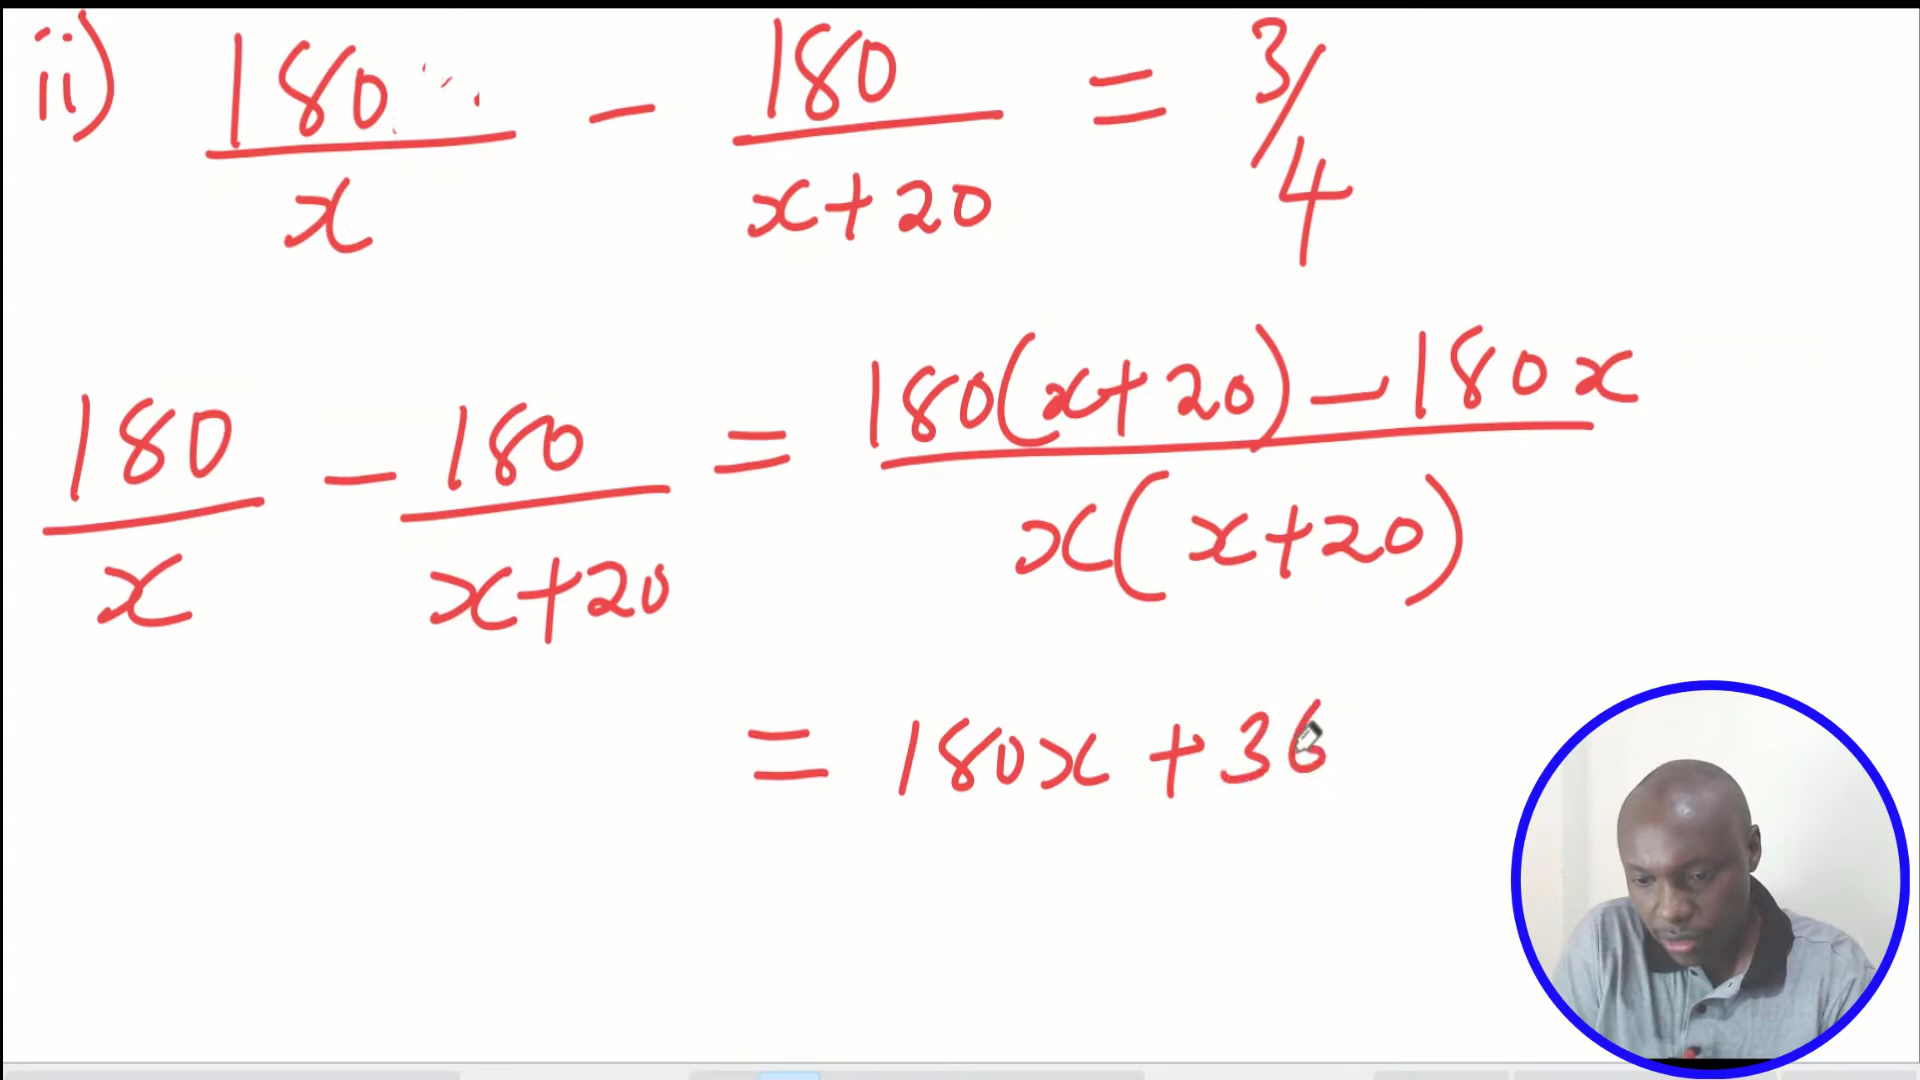 ii) 180/x - 180/(x+20) = 3/4
180/x - 180/(x+20) = (180(x+20) - 180x)/(x(x+20))
= 180x + 36